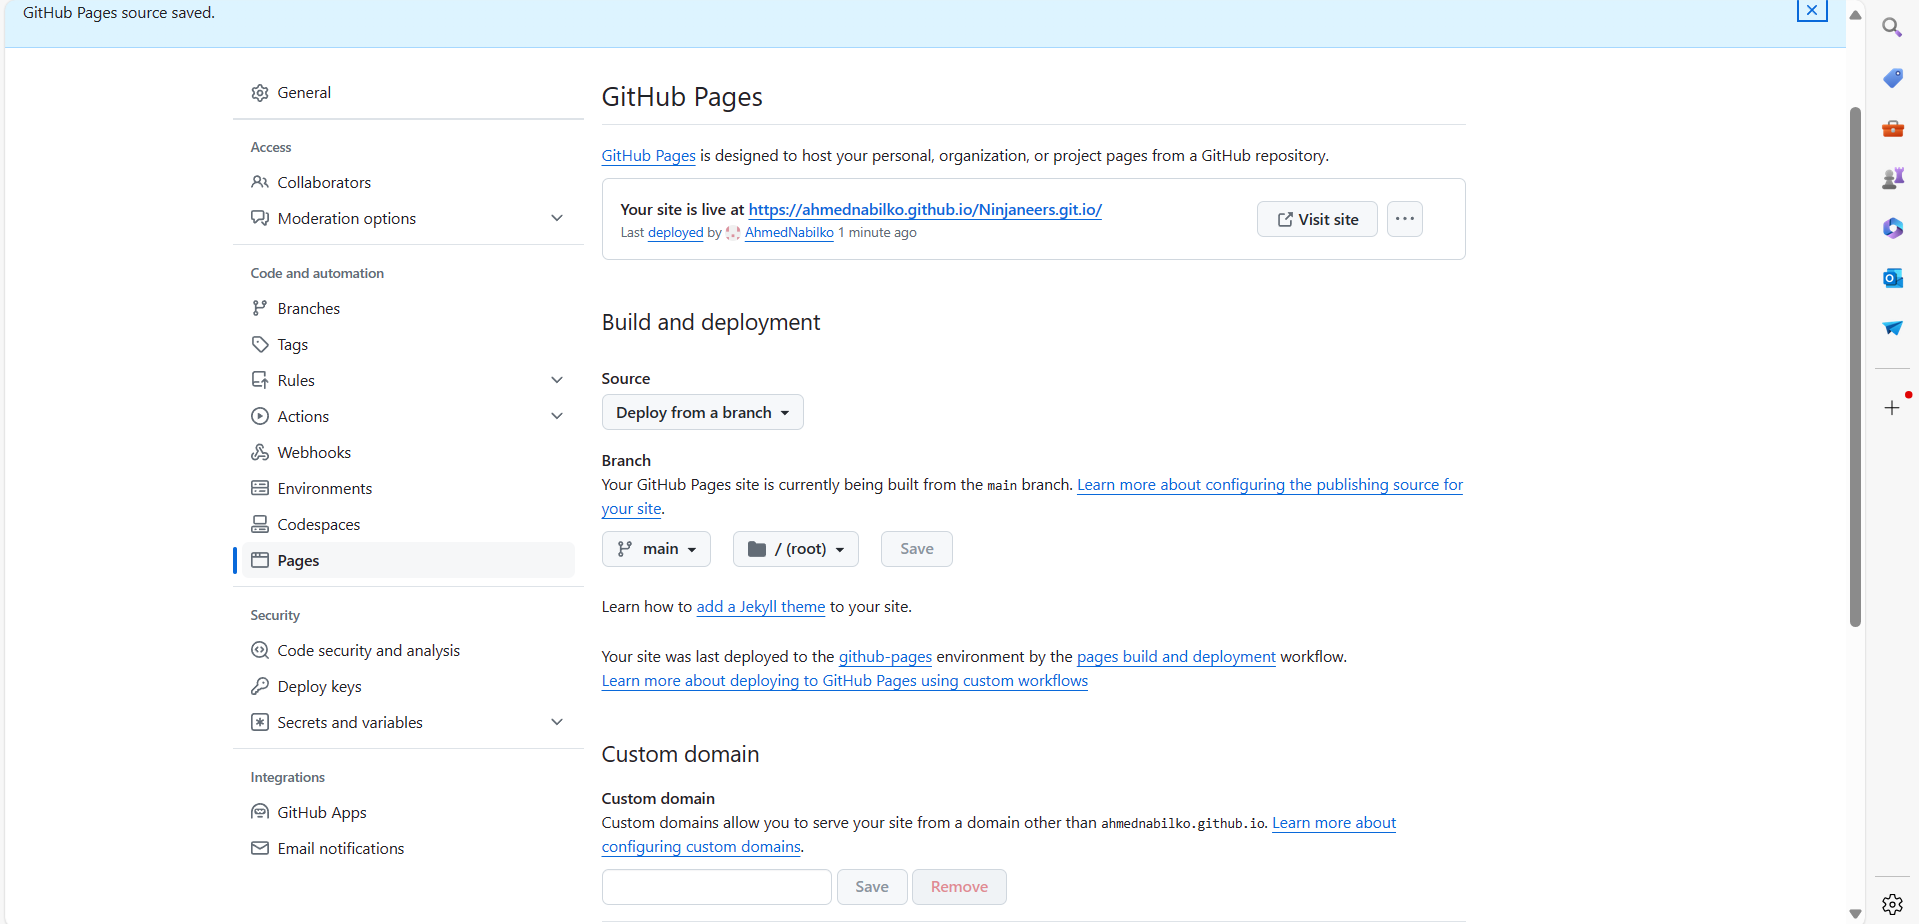 GitHub Pages source saved.
General
Access
Collaborators
Moderation options
Code and automation
Branches
Tags
Rules
Actions
Webhooks
Environments
Codespaces
Pages
Security
Code security and analysis
Deploy keys
Secrets and variables
Integrations
GitHub Apps
Email notifications
GitHub Pages
GitHub Pages is designed to host your personal, organization, or project pages from a GitHub repository.
Your site is live at https://ahmednabilko.github.io/Ninjaneers.git.io/
Last deployed by AhmedNabilko 1 minute ago
Visit site
Build and deployment
Source
Deploy from a branch
Branch
Your GitHub Pages site is currently being built from the main branch. Learn more about configuring the publishing source for
your site.
main
/ (root)
Save
Learn how to add a Jekyll theme to your site.
Your site was last deployed to the github-pages environment by the pages build and deployment workflow.
Learn more about deploying to GitHub Pages using custom workflows
Custom domain
Custom domain
Custom domains allow you to serve your site from a domain other than ahmednabilko.github.io. Learn more about
configuring custom domains.
Save
Remove